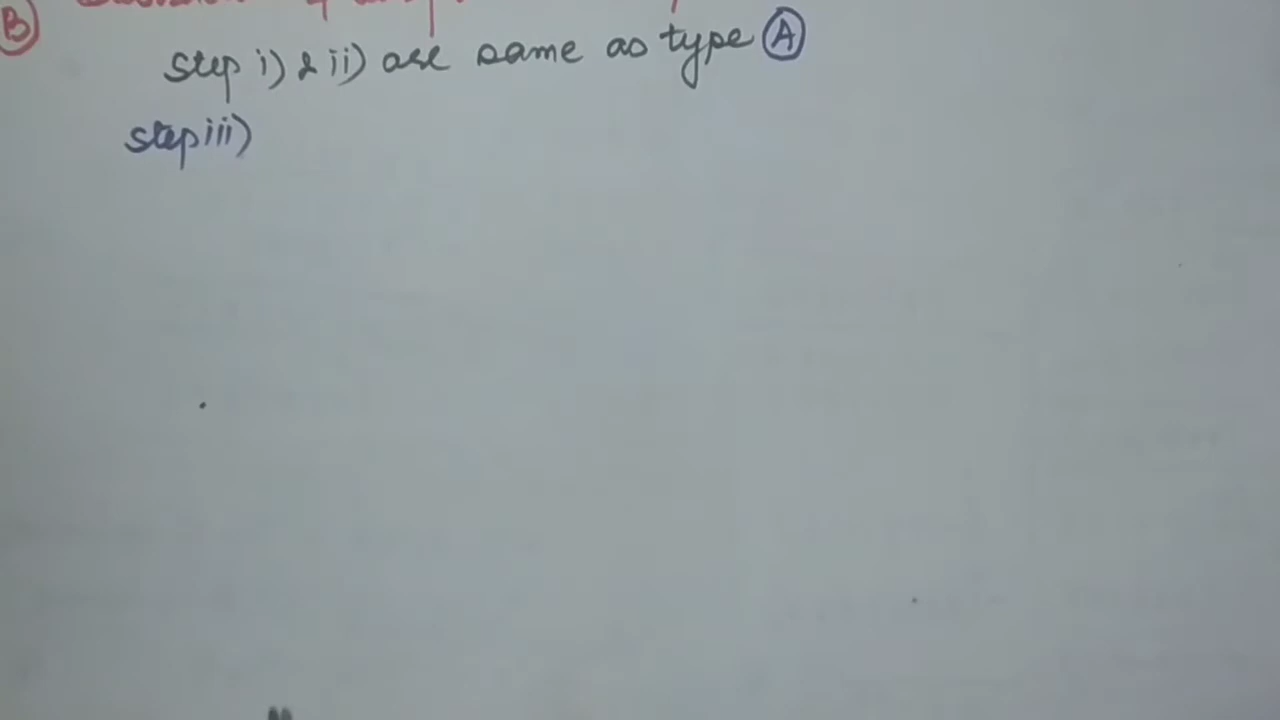 B
step i) & ii) are same as type A
step iii)